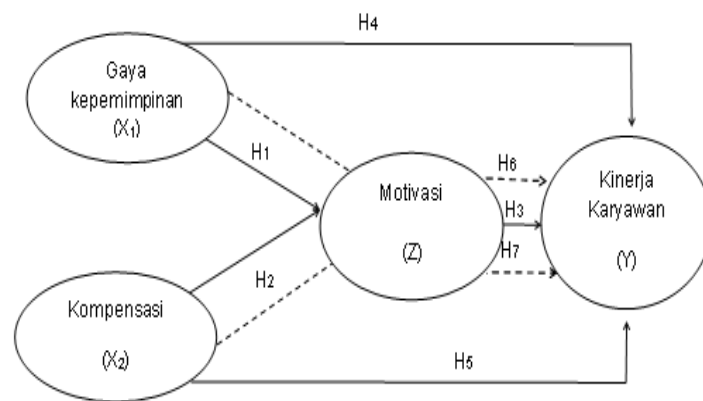 H4
Gaya
kepemimpinan
(X₁)
H1
Motivasi
(Z)
H6
H3
H7
Kinerja
Karyawan
(Y)
H2
Kompensasi
(X₂)
H5